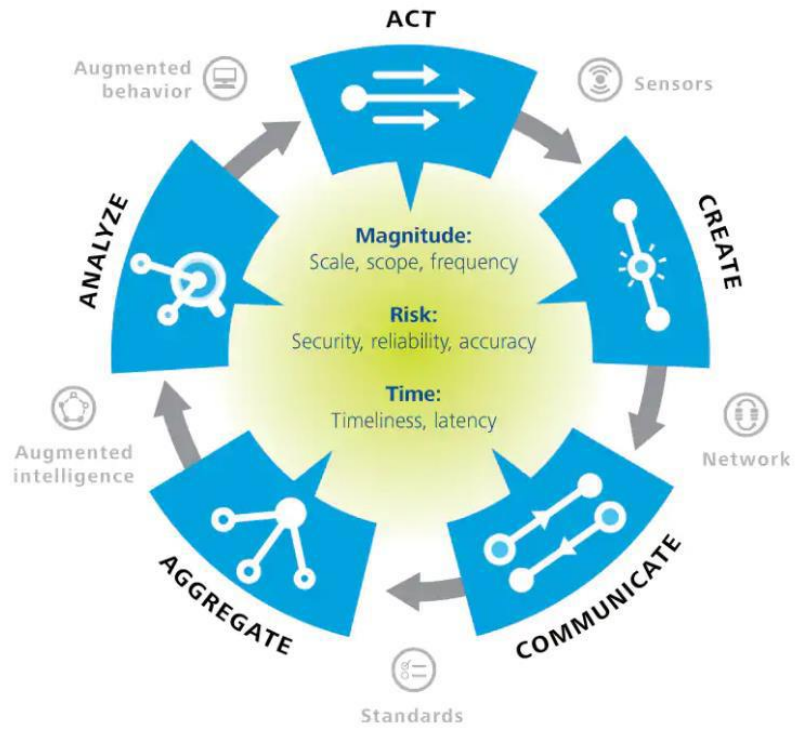 ACT
Augmented
behavior
Sensors
ANALYZE
CREATE
Magnitude:
Scale, scope, frequency
Risk:
Security, reliability, accuracy
Time:
Timeliness, latency
Augmented
intelligence
Network
AGGREGATE
COMMUNICATE
Standards